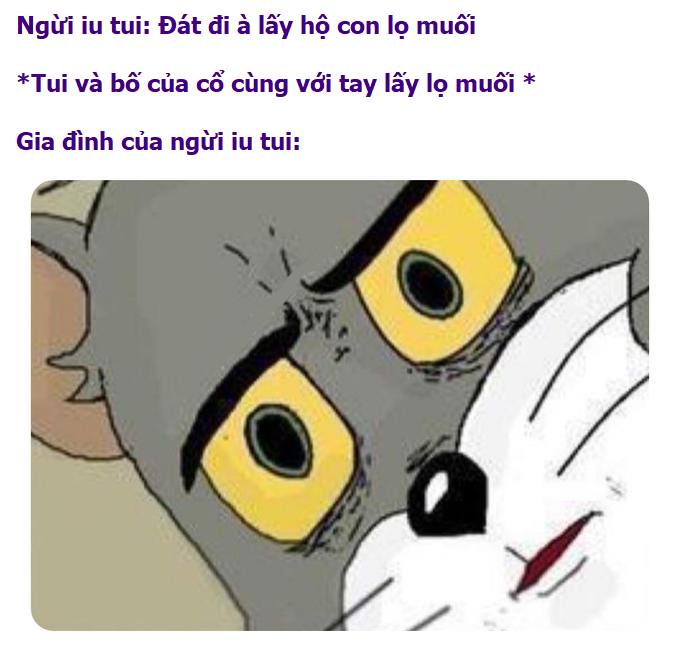 Ngừi iu tui: Đát đi à lấy hộ con lọ muối
*Tui và bố của cổ cùng với tay lấy lọ muối *
Gia đình của ngừi iu tui: